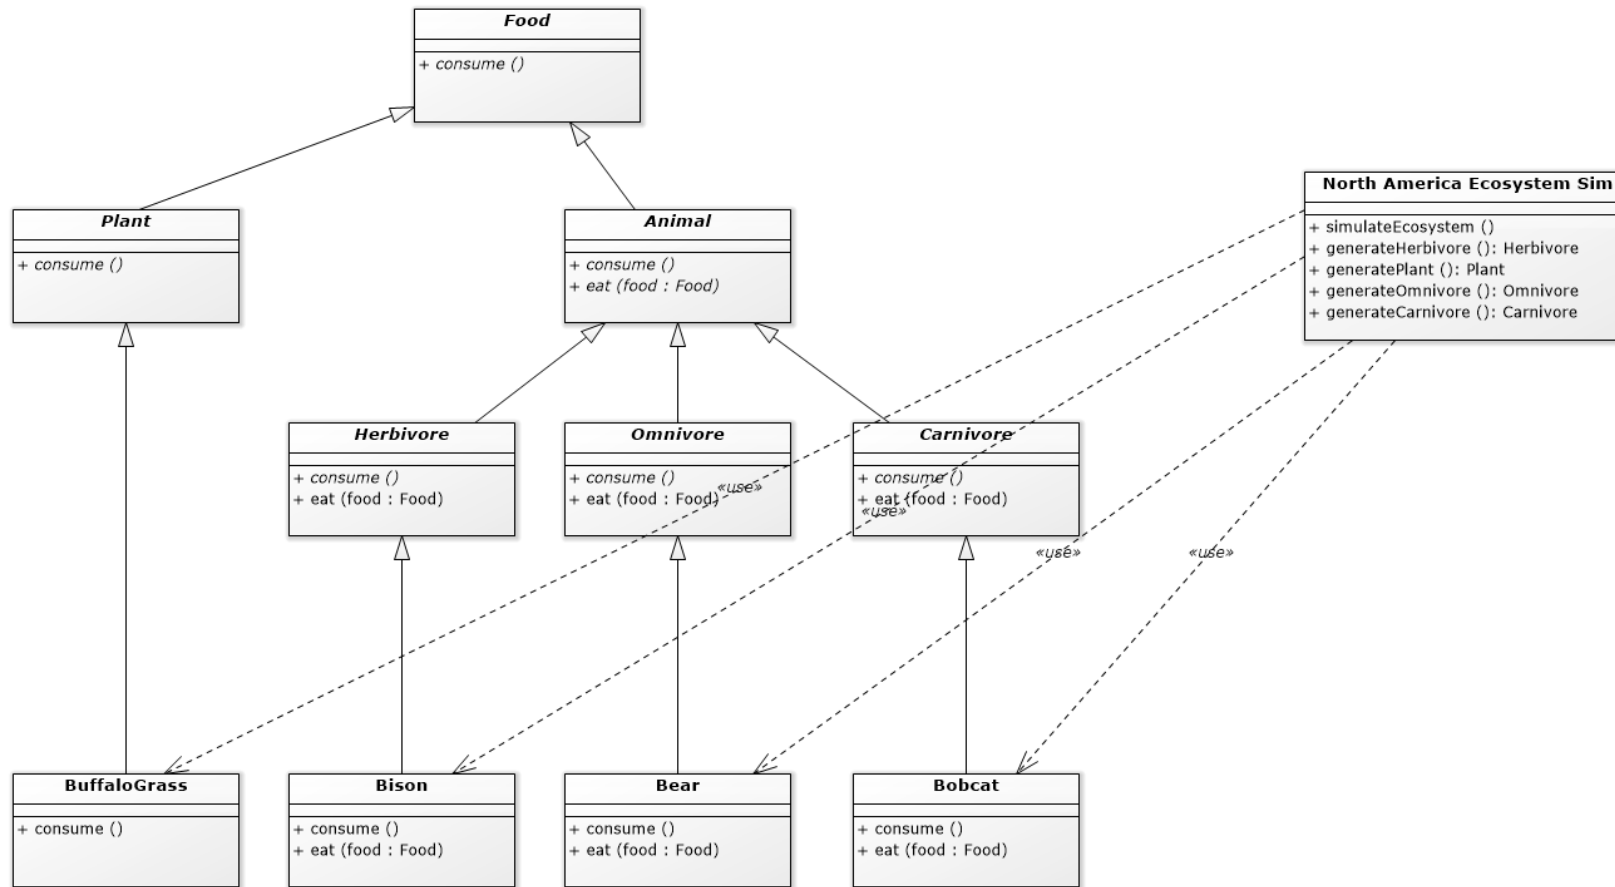 Food
+ consume ()
Plant
+ consume ()
Animal
+ consume ()
+ eat (food : Food)
North America Ecosystem Sim
+ simulateEcosystem ()
+ generateHerbivore (): Herbivore
+ generatePlant (): Plant
+ generateOmnivore (): Omnivore
+ generateCarnivore (): Carnivore
Herbivore
+ consume ()
+ eat (food : Food)
Omnivore
+ consume ()
+ eat (food : Food)
Carnivore
+ consume ()
+ eat (food : Food)
«use»
«use»
«use»
«use»
BuffaloGrass
+ consume ()
Bison
+ consume ()
+ eat (food : Food)
Bear
+ consume ()
+ eat (food : Food)
Bobcat
+ consume ()
+ eat (food : Food)